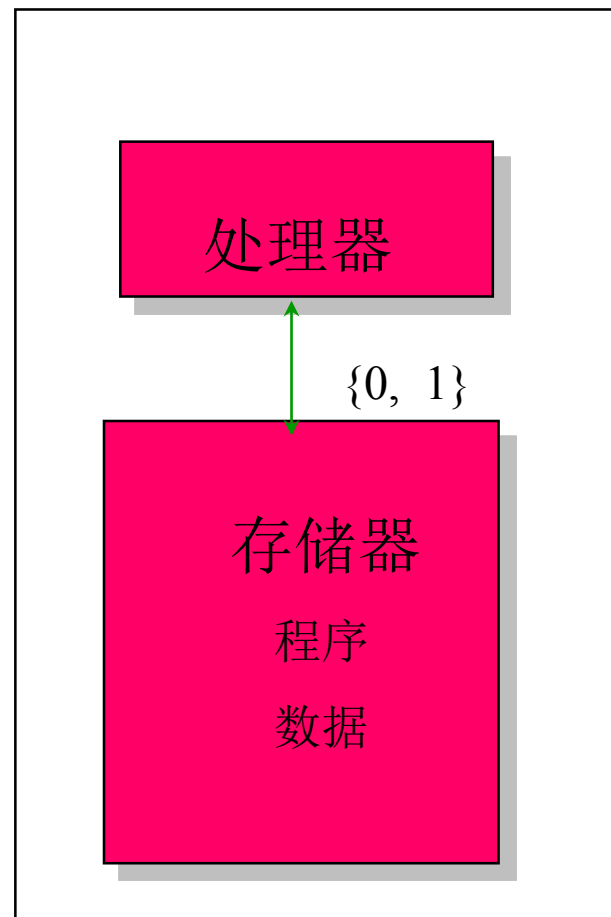 处理器
{0, 1}
存储器
程序
数据